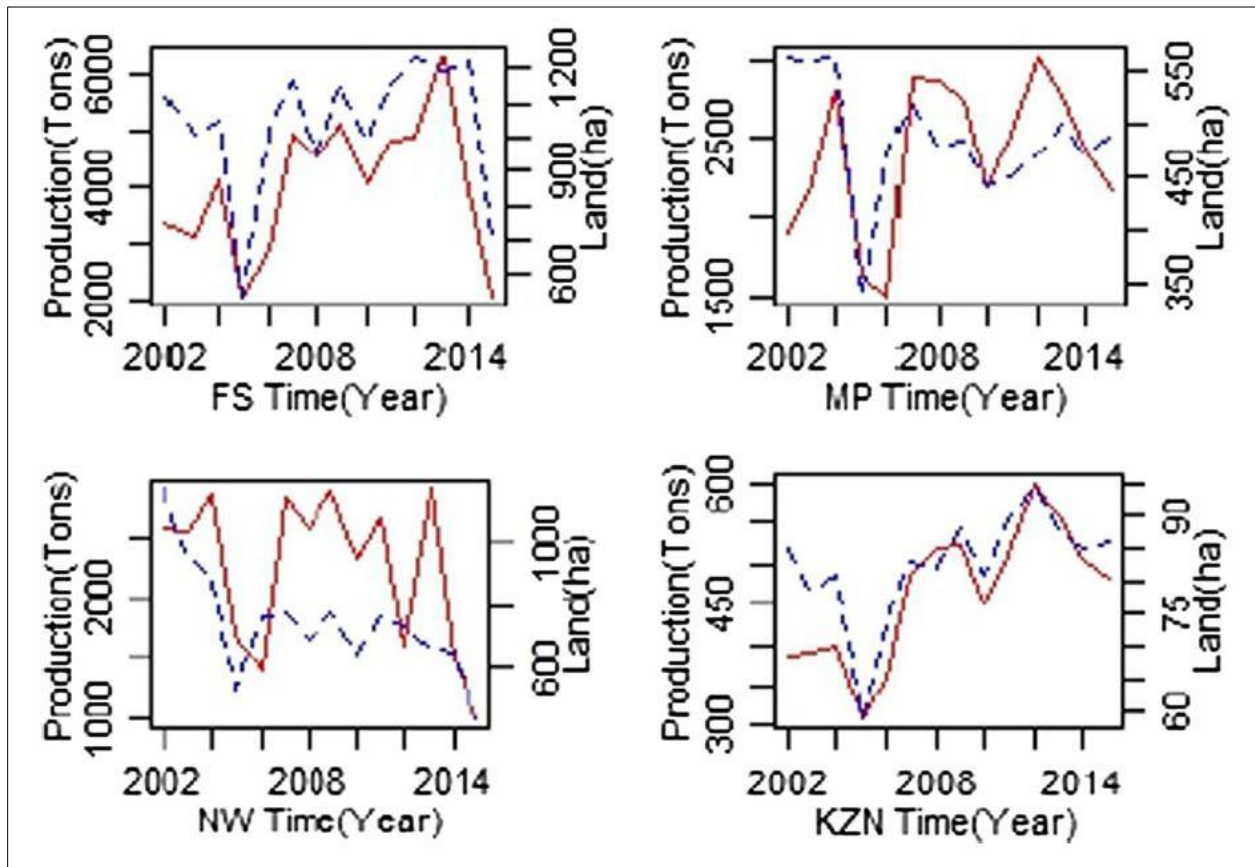 Production(Tons)
2000 4000 6000
600 900 1200
Land(ha)
2002 2008 2014
FS Time(Year)
Production(Tons)
1500 2500
350 450 550
Land(ha)
2002 2008 2014
MP Time(Year)
Production(Tons)
1000 2000
600 1000
Land(ha)
2002 2008 2014
NW Time(Year)
Production(Tons)
300 450 600
60 75 90
Land(ha)
2002 2008 2014
KZN Time(Year)